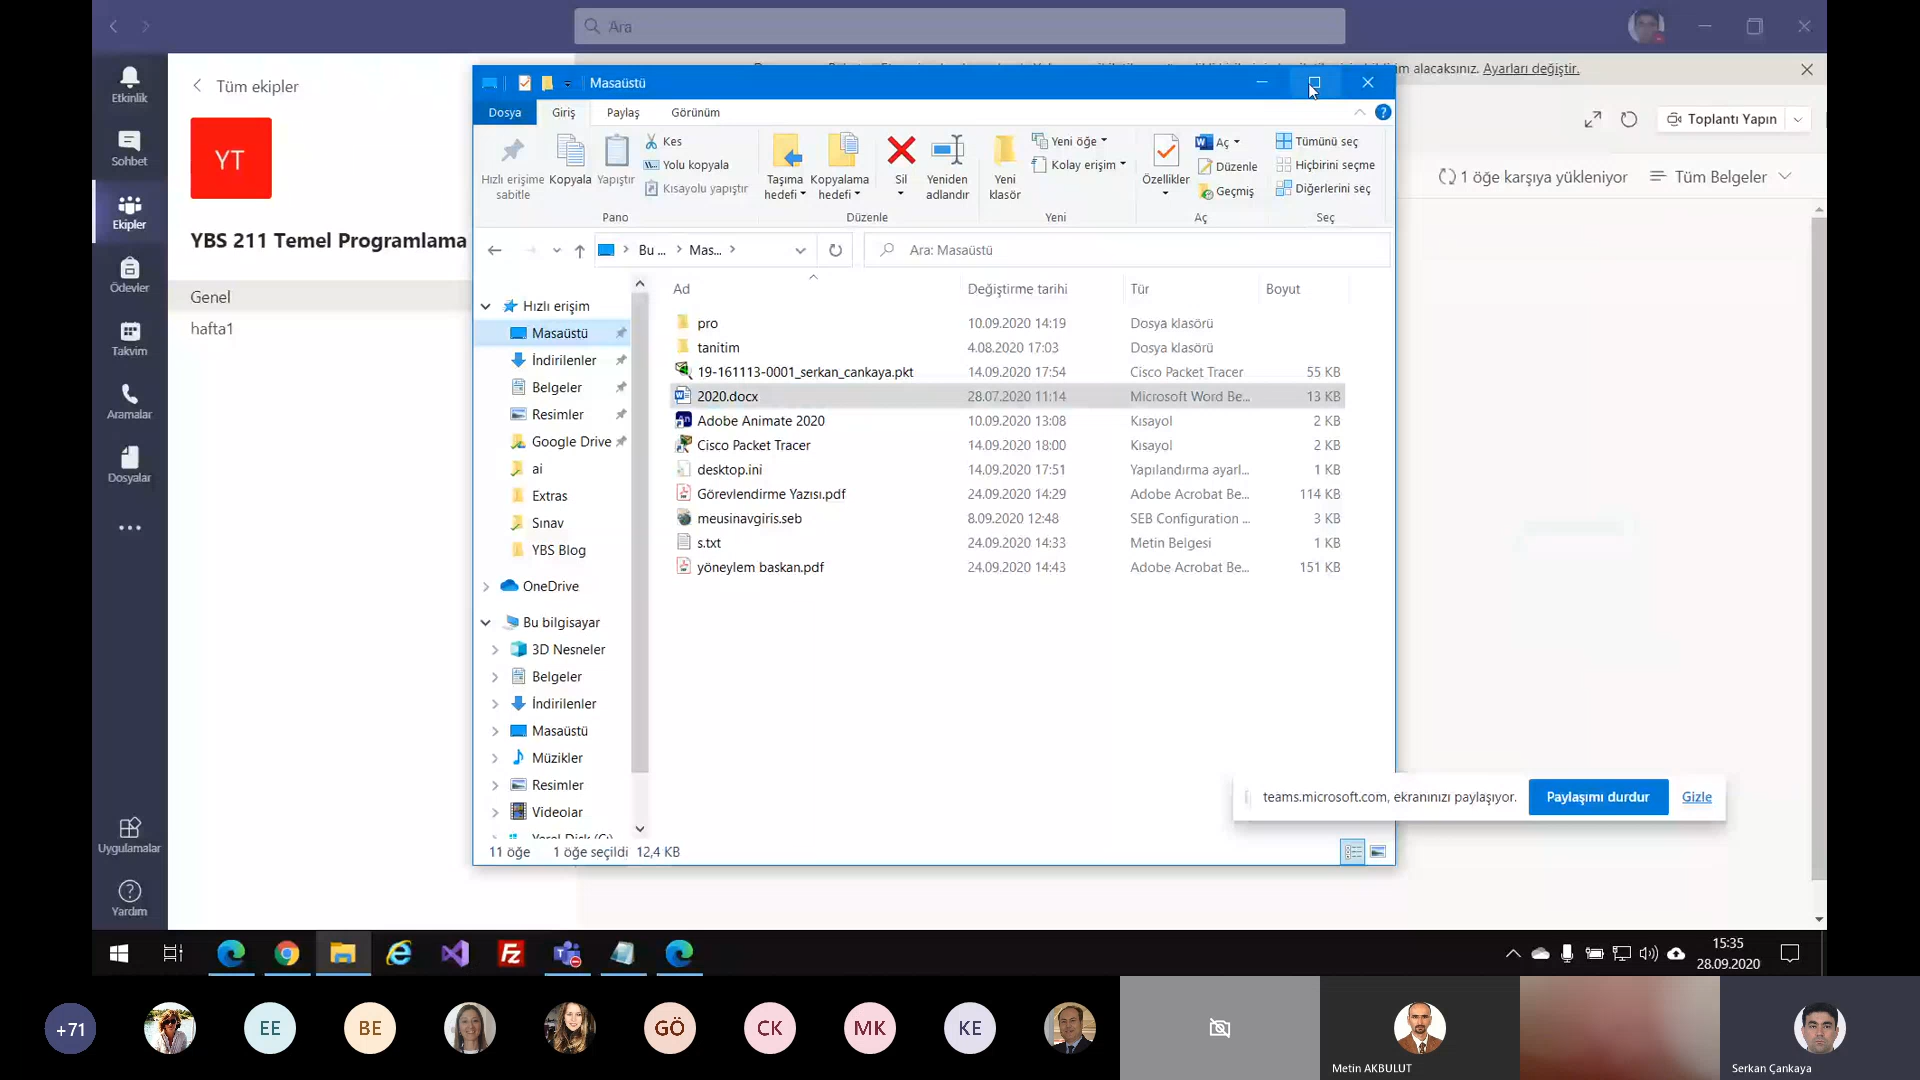 Ara
Etkinlik
Sohbet
Ekipler
Ödevler
Takvim
Aramalar
Dosyalar
Uygulamalar
Yardım
Tüm ekipler
YT
YBS 211 Temel Programlama
Genel
hafta1
m alacaksınız. Ayarları değiştir.
Toplantı Yapın
1 öğe karşıya yükleniyor
Tüm Belgeler
Masaüstü
Dosya
Giriş
Paylaş
Görünüm
Hızlı erişime sabitle
Kopyala
Yapıştır
Kes
Yolu kopyala
Kısayolu yapıştır
Pano
Taşıma hedefi
Kopyalama hedefi
Sil
Yeniden adlandır
Düzenle
Yeni klasör
Yeni öğe
Kolay erişim
Yeni
Özellikler
Aç
Düzenle
Geçmiş
Aç
Tümünü seç
Hiçbirini seçme
Diğerlerini seç
Seç
Bu ...
Mas...
Ara: Masaüstü
Hızlı erişim
Masaüstü
İndirilenler
Belgeler
Resimler
Google Drive
ai
Extras
Sınav
YBS Blog
OneDrive
Bu bilgisayar
3D Nesneler
Belgeler
İndirilenler
Masaüstü
Müzikler
Resimler
Videolar
Yerel Disk (C:)
Ad Değiştirme tarihi Tür Boyut
pro 10.09.2020 14:19 Dosya klasörü
tanitim 4.08.2020 17:03 Dosya klasörü
19-161113-0001_serkan_cankaya.pkt 14.09.2020 17:54 Cisco Packet Tracer 55 KB
2020.docx 28.07.2020 11:14 Microsoft Word Be... 13 KB
Adobe Animate 2020 10.09.2020 13:08 Kısayol 2 KB
Cisco Packet Tracer 14.09.2020 18:00 Kısayol 2 KB
desktop.ini 14.09.2020 17:51 Yapılandırma ayarl... 1 KB
Görevlendirme Yazısı.pdf 24.09.2020 14:29 Adobe Acrobat Be... 114 KB
meusinavgiris.seb 8.09.2020 12:48 SEB Configuration ... 3 KB
s.txt 24.09.2020 14:33 Metin Belgesi 1 KB
yöneylem baskan.pdf 24.09.2020 14:43 Adobe Acrobat Be... 151 KB
11 öğe 1 öğe seçildi 12,4 KB
teams.microsoft.com, ekranınızı paylaşıyor.
Paylaşımı durdur
Gizle
15:35
28.09.2020
+71
EE
BE
GÖ
CK
MK
KE
Metin AKBULUT
Serkan Çankaya